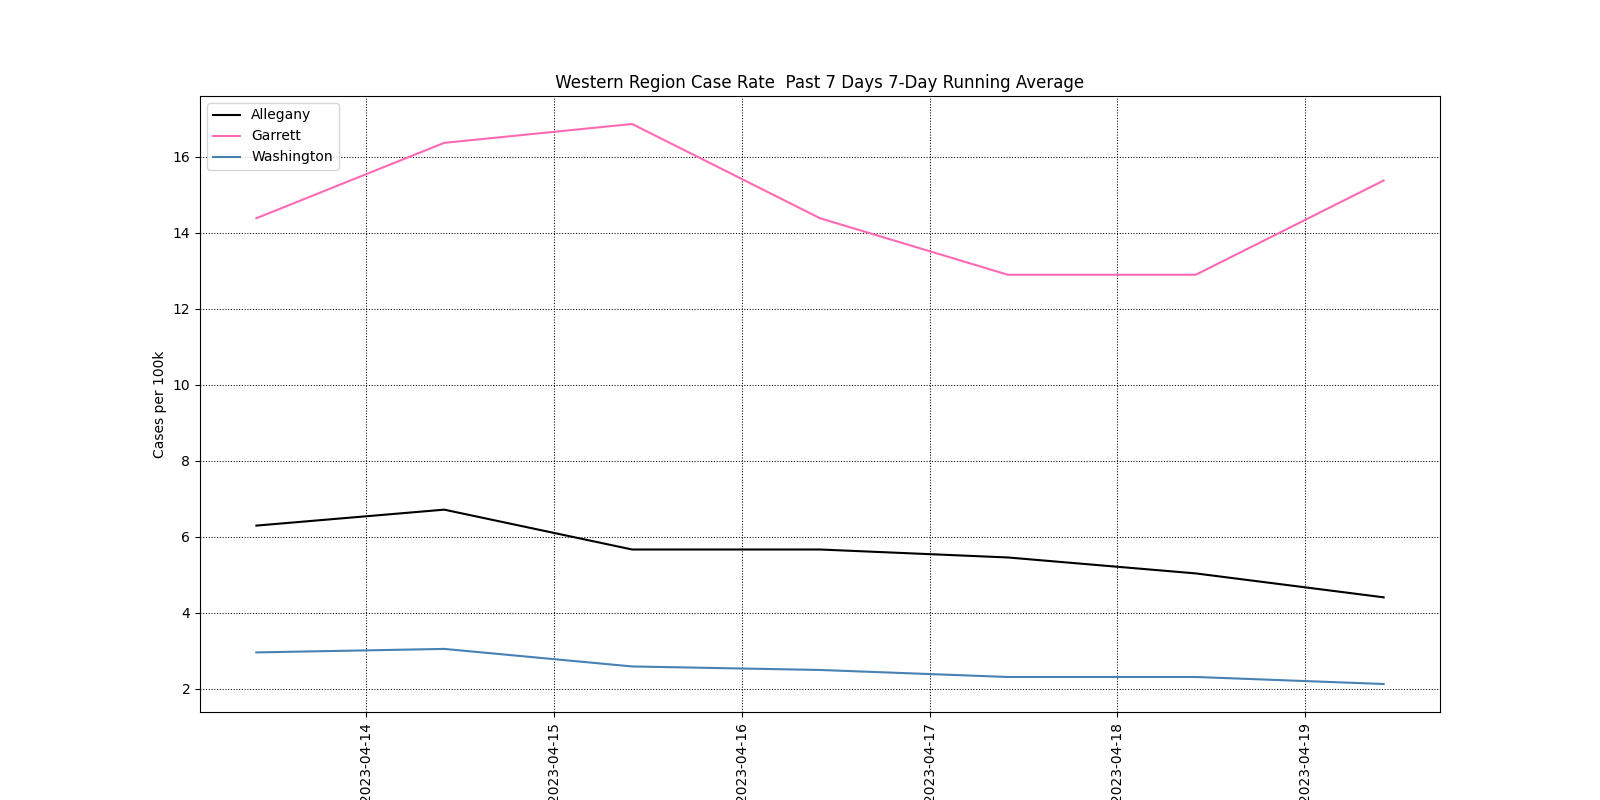 Western Region Case Rate  Past 7 Days 7-Day Running Average
Allegany
Garrett
Washington
16
14
12
10
8
6
4
2
Cases per 100k
2023-04-14
2023-04-15
2023-04-16
2023-04-17
2023-04-18
2023-04-19